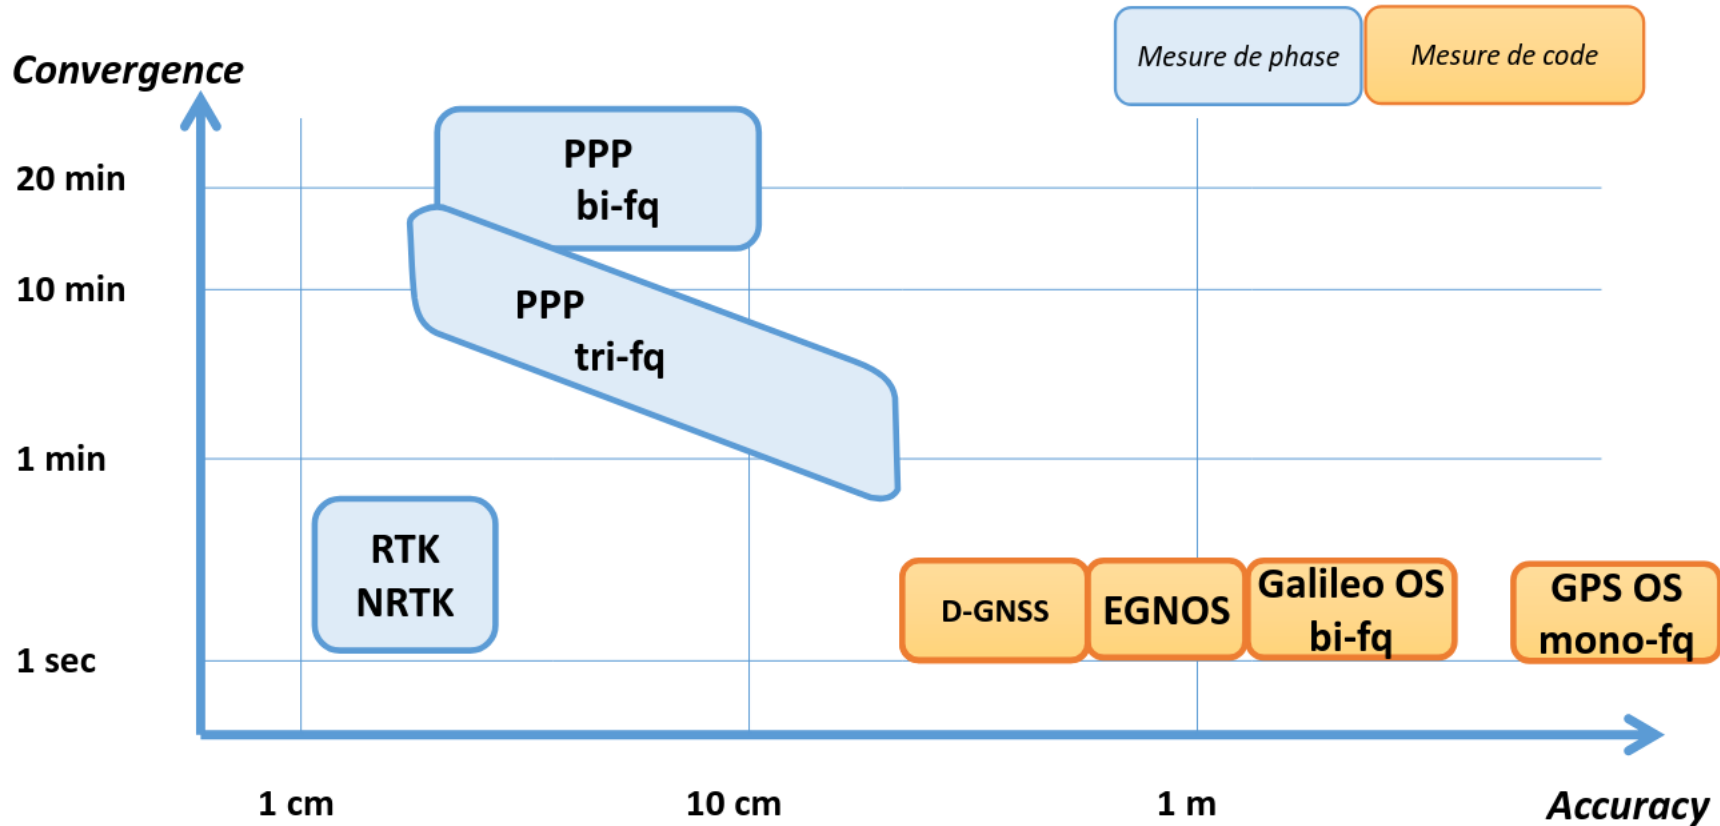 Mesure de phase
Mesure de code
Convergence
20 min
10 min
1 min
1 sec
PPP
bi-fq
PPP
tri-fq
RTK
NRTK
D-GNSS
EGNOS
Galileo OS
bi-fq
GPS OS
mono-fq
1 cm
10 cm
1 m
Accuracy